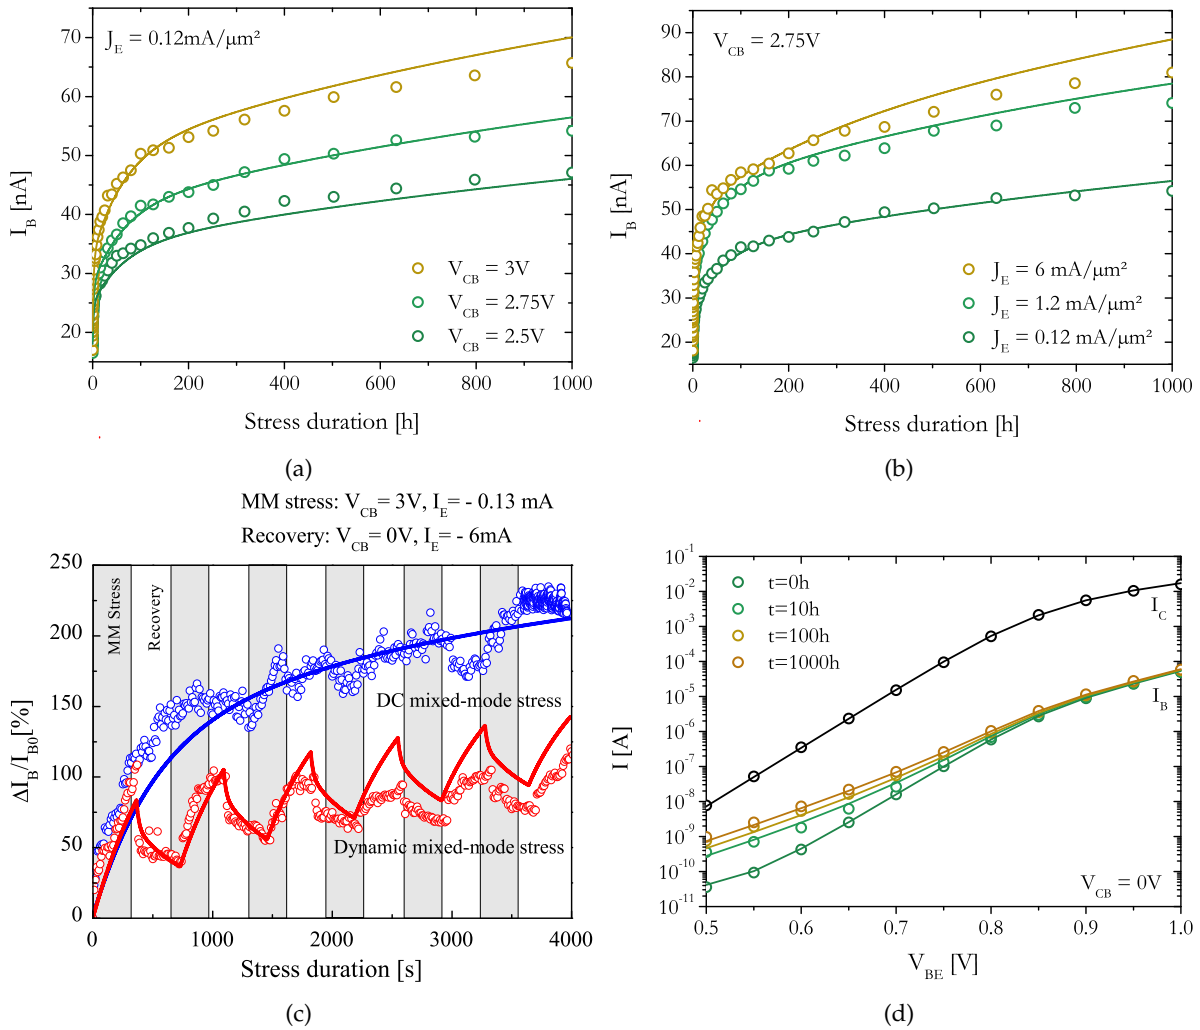 J_E = 0.12mA/μm²
I_B [nA]
70
60
50
40
30
20
V_CB = 3V
V_CB = 2.75V
V_CB = 2.5V
0 200 400 600 800 1000
Stress duration [h]
(a)
V_CB = 2.75V
I_B [nA]
90
80
70
60
50
40
30
20
J_E = 6 mA/μm²
J_E = 1.2 mA/μm²
J_E = 0.12 mA/μm²
0 200 400 600 800 1000
Stress duration [h]
(b)
MM stress: V_CB= 3V, I_E= - 0.13 mA
Recovery: V_CB= 0V, I_E= - 6mA
ΔI_B/I_B0[%]
250
200
150
100
50
0
MM Stress
Recovery
DC mixed-mode stress
Dynamic mixed-mode stress
0 1000 2000 3000 4000
Stress duration [s]
(c)
I [A]
10^-1
10^-2
10^-3
10^-4
10^-5
10^-6
10^-7
10^-8
10^-9
10^-10
10^-11
t=0h
t=10h
t=100h
t=1000h
I_C
I_B
V_CB = 0V
0.5 0.6 0.7 0.8 0.9 1.0
V_BE [V]
(d)